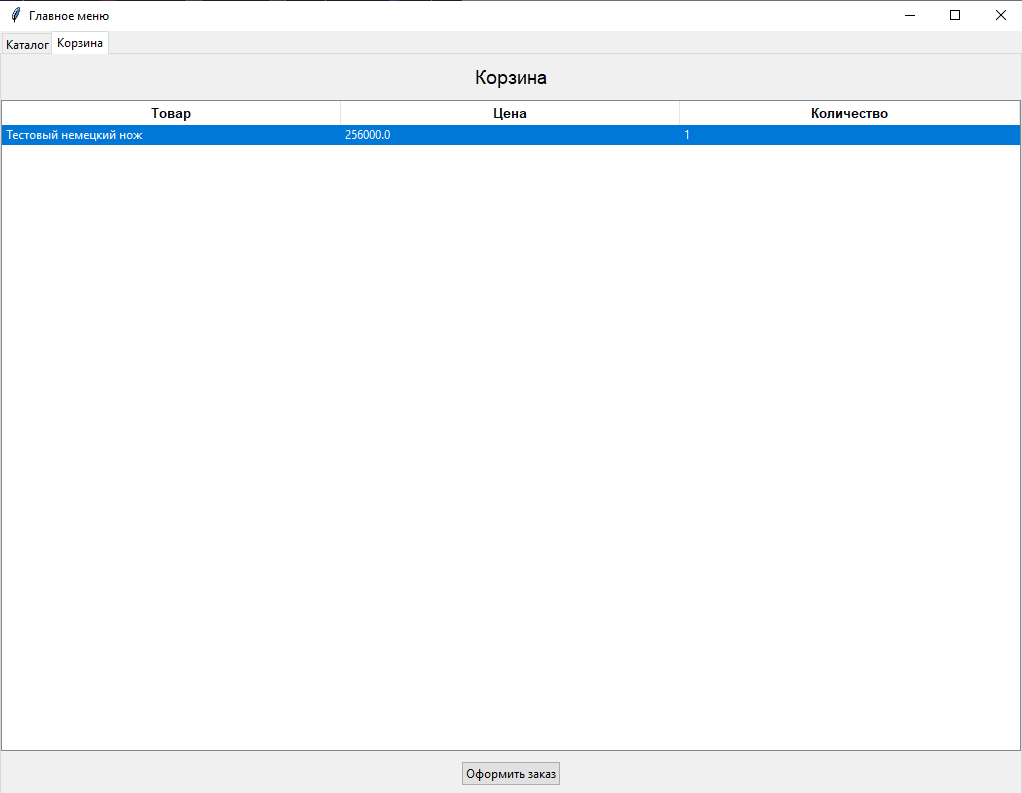 Главное меню
Каталог Корзина
Корзина
Товар Цена Количество
Тестовый немецкий нож 256000.0 1
Оформить заказ